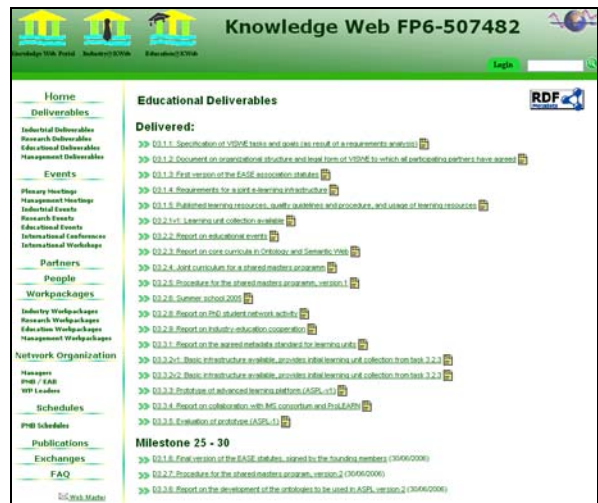 Knowledge Web FP6-507482
Knowledge Web Portal
Industry@KWeb
Education@KWeb
Login
Home
Deliverables
Industrial Deliverables
Research Deliverables
Educational Deliverables
Management Deliverables
Events
Plenary Meetings
Management Meetings
Industrial Events
Research Events
Educational Events
International Conferences
International Workshops
Partners
People
Workpackages
Industry Workpackages
Research Workpackages
Education Workpackages
Management Workpackages
Network Organization
Managers
PMB / EAB
WP Leaders
Schedules
PMB Schedules
Publications
Exchanges
FAQ
Web Master
Educational Deliverables
RDF
Metadata
Delivered:
D3.1.1: Specification of VISWE tasks and goals (as result of a requirements analysis)
D3.1.2: Document on organizational structure and legal form of VISWE to which all participating partners have agreed
D3.1.3: First version of the EASE association statutes
D3.1.4: Requirements for a joint e-learning infrastructure
D3.1.5: Published learning resources, quality guidelines and procedure, and usage of learning resources
D3.2.1v1: Learning unit collection available
D3.2.2: Report on educational events
D3.2.3: Report on core curricula in Ontology and Semantic Web
D3.2.4: Joint curriculum for a shared masters programm
D3.2.5: Procedure for the shared masters programm, version 1
D3.2.6: Summer school 2005
D3.2.8: Report on PhD student network activity
D3.2.9: Report on industry-education cooperation
D3.3.1: Report on the agreed metadata standard for learning units
D3.3.2v1: Basic infrastructure available, provides initial learning unit collection from task 3.2.3
D3.3.2v2: Basic infrastructure available, provides initial learning unit collection from task 3.2.3
D3.3.3: Prototype of advanced learning platform (ASPL-v1)
D3.3.4: Report on collaboration with IMS consortium and ProLEARN
D3.3.5: Evaluation of prototype (ASPL-1)
Milestone 25 - 30
D3.1.6: Final version of the EASE statutes, signed by the founding members (30/06/2006)
D3.2.7: Procedure for the shared masters program, version 2 (30/06/2006)
D3.3.6: Report on the development of the ontologies to be used in ASPL version 2 (30/06/2006)